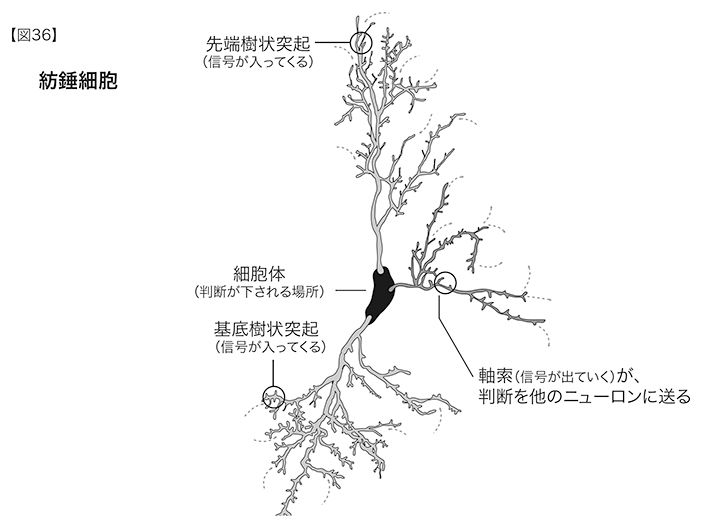 【図36】
紡錘細胞
先端樹状突起
(信号が入ってくる)
細胞体
(判断が下される場所)
基底樹状突起
(信号が入ってくる)
軸索(信号が出ていく)が、
判断を他のニューロンに送る